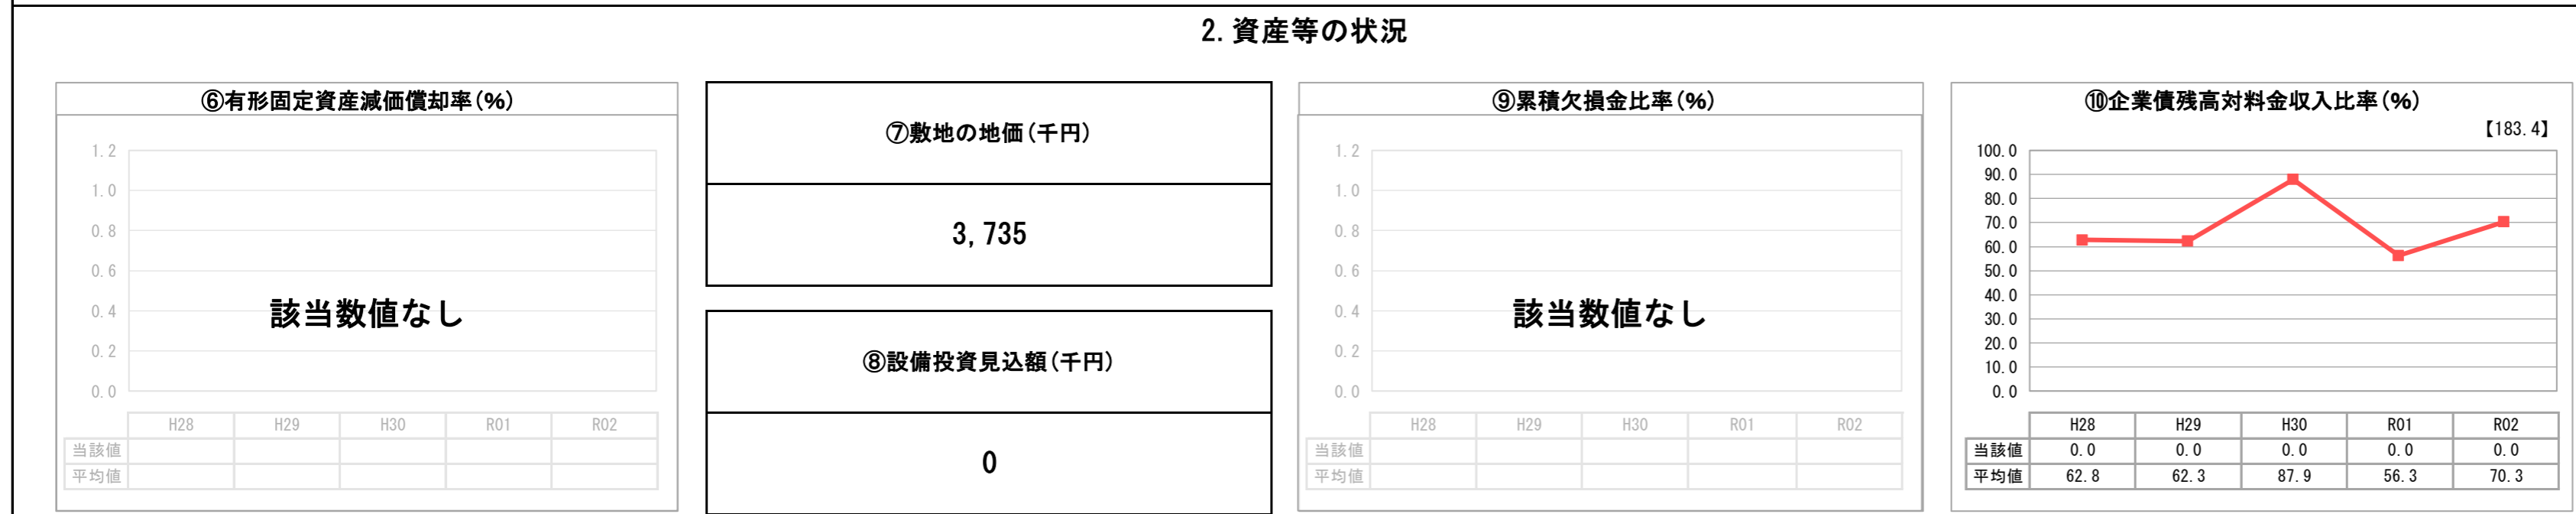 2.資産等の状況
⑥有形固定資産減価償却率(%)
1.2
1.0
0.8
0.6
0.4
0.2
0.0
該当数値なし
H28 H29 H30 R01 R02
当該値
平均値
⑦敷地の地価(千円)
3,735
⑧設備投資見込額(千円)
0
⑨累積欠損金比率(%)
1.2
1.0
0.8
0.6
0.4
0.2
0.0
該当数値なし
H28 H29 H30 R01 R02
当該値
平均値
⑩企業債残高対料金収入比率(%)
【183.4】
100.0
90.0
80.0
70.0
60.0
50.0
40.0
30.0
20.0
10.0
0.0
H28 H29 H30 R01 R02
当該値 0.0 0.0 0.0 0.0 0.0
平均値 62.8 62.3 87.9 56.3 70.3